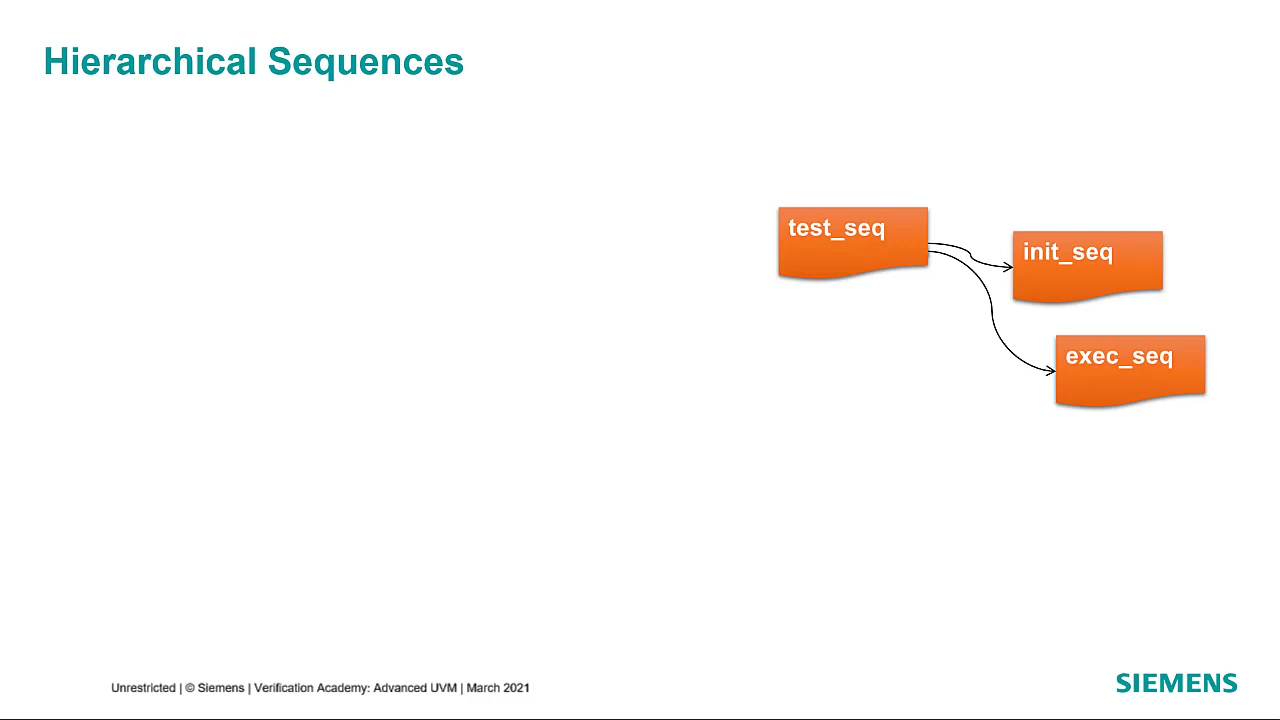 Hierarchical Sequences
test_seq
init_seq
exec_seq
Unrestricted | © Siemens | Verification Academy: Advanced UVM | March 2021
SIEMENS